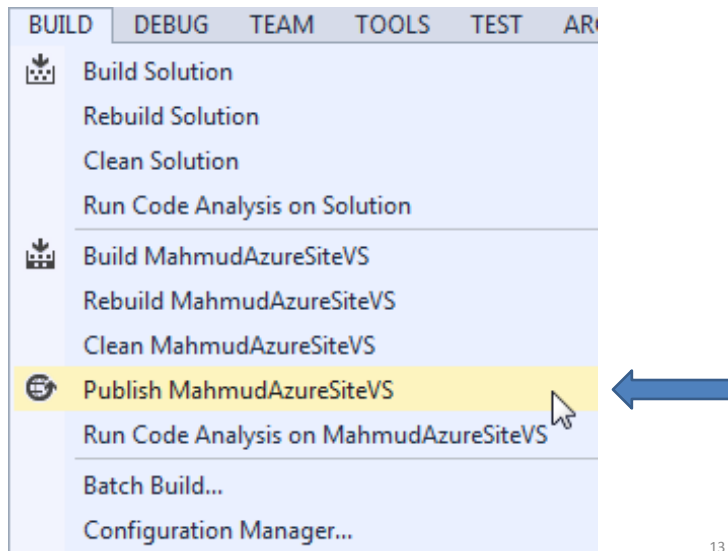 BUILD DEBUG TEAM TOOLS TEST
Build Solution
Rebuild Solution
Clean Solution
Run Code Analysis on Solution
Build MahmudAzureSiteVS
Rebuild MahmudAzureSiteVS
Clean MahmudAzureSiteVS
Publish MahmudAzureSiteVS
Run Code Analysis on MahmudAzureSiteVS
Batch Build...
Configuration Manager...
13